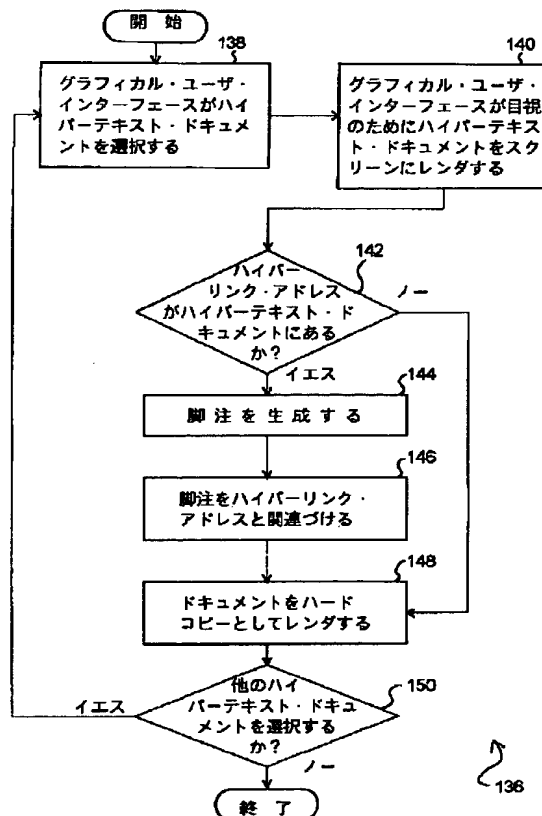 開始
138
グラフィカル・ユーザ・
インターフェースがハイ
パーテキスト・ドキュメ
ントを選択する
140
グラフィカル・ユーザ・
インターフェースが目視
のためにハイパーテキス
ト・ドキュメントをスク
リーンにレンダする
142
ハイパー
リンク・アドレス
がハイパーテキスト・ド
キュメントにある
か?
ノー
イエス
144
脚注を生成する
146
脚注をハイパーリンク・
アドレスと関連づける
148
ドキュメントをハード
コピーとしてレンダする
150
他のハイ
パーテキスト・ドキュ
メントを選択する
か?
イエス
ノー
136
終了